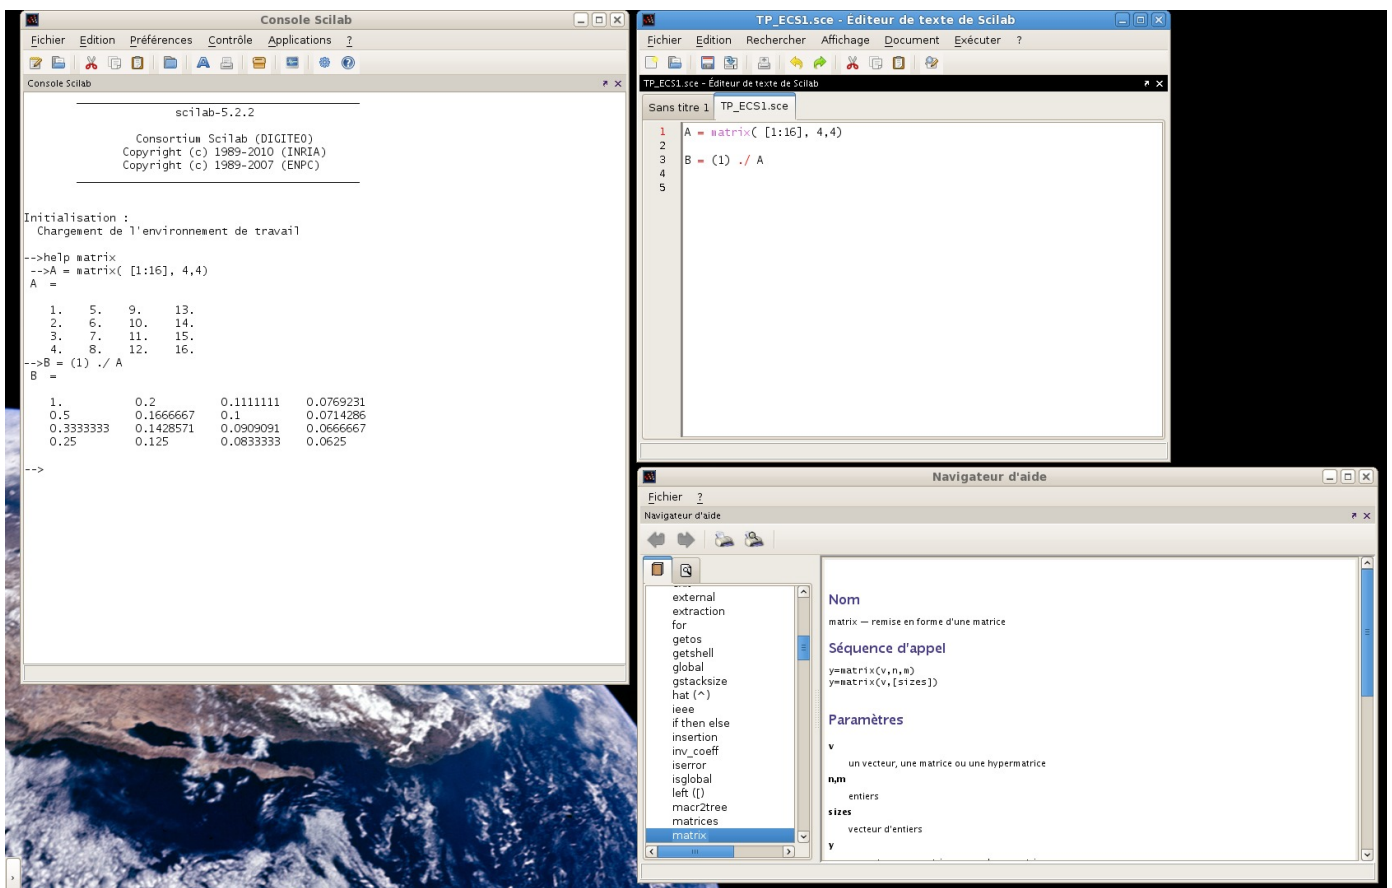 Console Scilab
Fichier Edition Préférences Contrôle Applications ?
Console Scilab
scilab-5.2.2
Consortium Scilab (DIGITEO)
Copyright (c) 1989-2010 (INRIA)
Copyright (c) 1989-2007 (ENPC)
Initialisation :
Chargement de l'environnement de travail
-->help matrix
-->A = matrix( [1:16], 4,4)
A =
1. 5. 9. 13.
2. 6. 10. 14.
3. 7. 11. 15.
4. 8. 12. 16.
-->B = (1) ./ A
B =
1. 0.2 0.1111111 0.0769231
0.5 0.1666667 0.1 0.0714286
0.3333333 0.1428571 0.0909091 0.0666667
0.25 0.125 0.0833333 0.0625
-->
TP_ECS1.sce - Éditeur de texte de Scilab
Fichier Edition Rechercher Affichage Document Exécuter ?
TP_ECS1.sce - Éditeur de texte de Scilab
Sans titre 1 TP_ECS1.sce
1 A = matrix( [1:16], 4,4)
2
3 B = (1) ./ A
4
5
Navigateur d'aide
Fichier ?
Navigateur d'aide
external
extraction
for
getos
getshell
global
gstacksize
hat (^)
ieee
if then else
insertion
inv_coeff
iserror
isglobal
left ([)
macr2tree
matrices
matrix
Nom
matrix — remise en forme d'une matrice
Séquence d'appel
y=matrix(v,n,m)
y=matrix(v,[sizes])
Paramètres
v
un vecteur, une matrice ou une hypermatrice
n,m
entiers
sizes
vecteur d'entiers
y